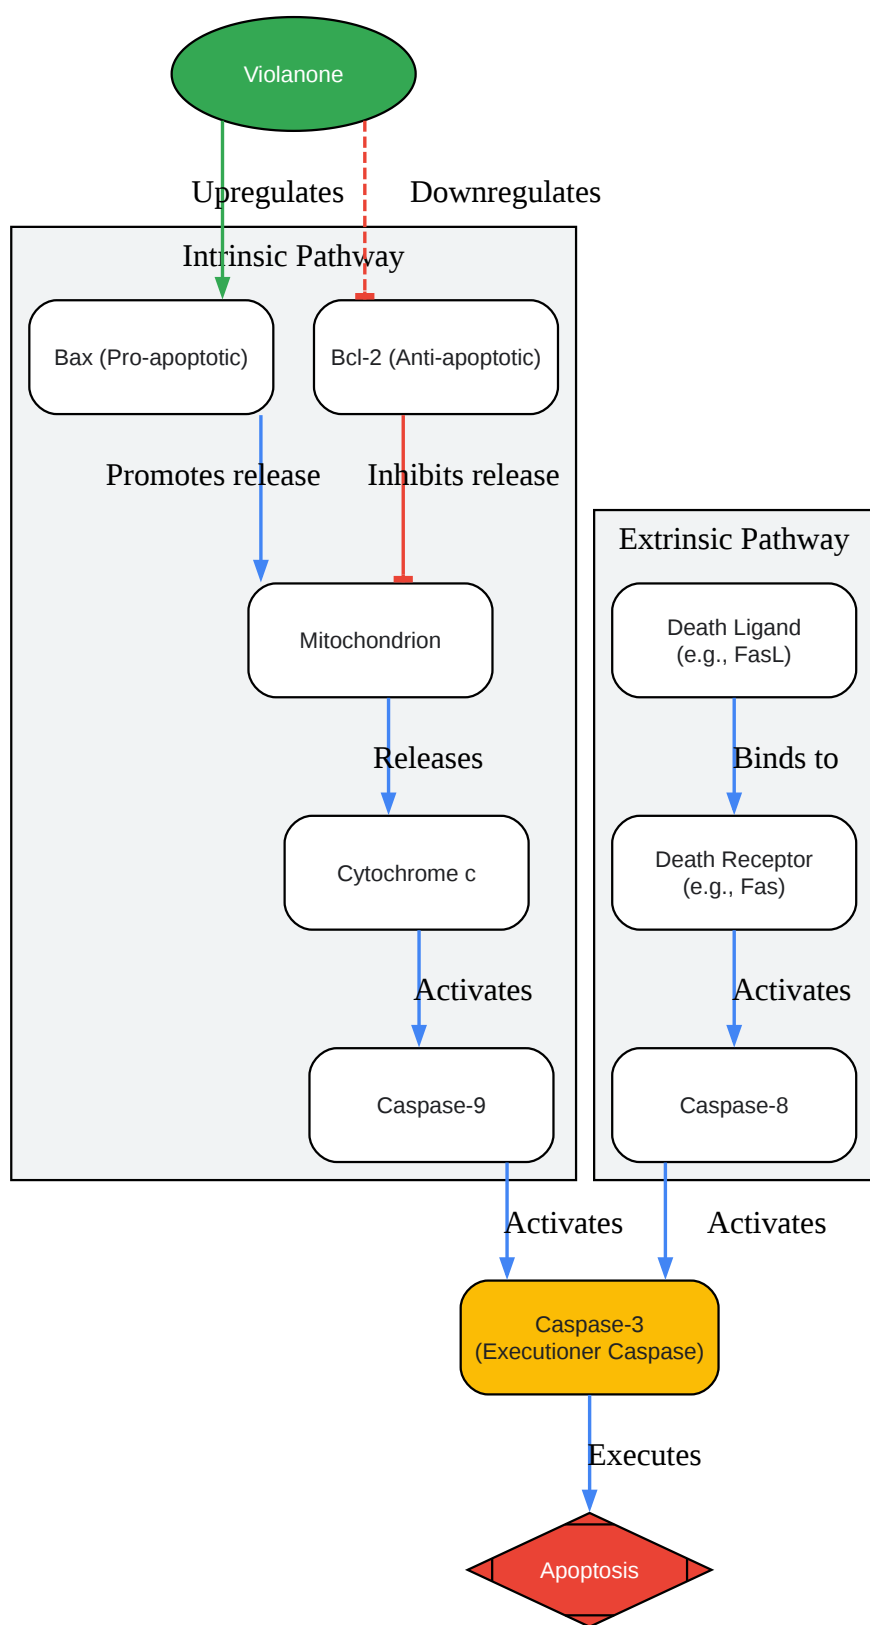 Violanone
Upregulates
Downregulates
Intrinsic Pathway
Bax (Pro-apoptotic)
Bcl-2 (Anti-apoptotic)
Promotes release
Inhibits release
Extrinsic Pathway
Mitochondrion
Death Ligand
(e.g., FasL)
Releases
Binds to
Cytochrome c
Death Receptor
(e.g., Fas)
Activates
Activates
Caspase-9
Caspase-8
Activates
Activates
Caspase-3
(Executioner Caspase)
Executes
Apoptosis